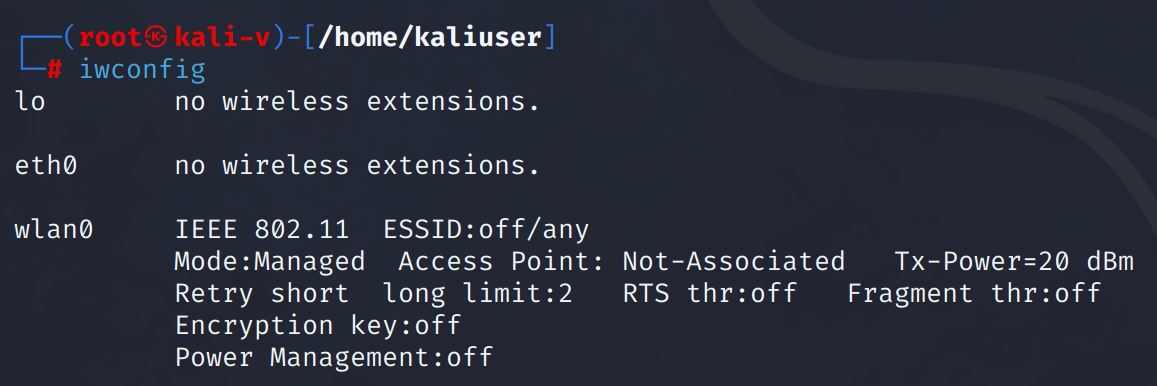 ┌──(root㉿kali-v)-[/home/kaliuser]
└─# iwconfig
lo        no wireless extensions.
eth0      no wireless extensions.
wlan0     IEEE 802.11  ESSID:off/any
          Mode:Managed  Access Point: Not-Associated   Tx-Power=20 dBm
          Retry short  long limit:2   RTS thr:off   Fragment thr:off
          Encryption key:off
          Power Management:off